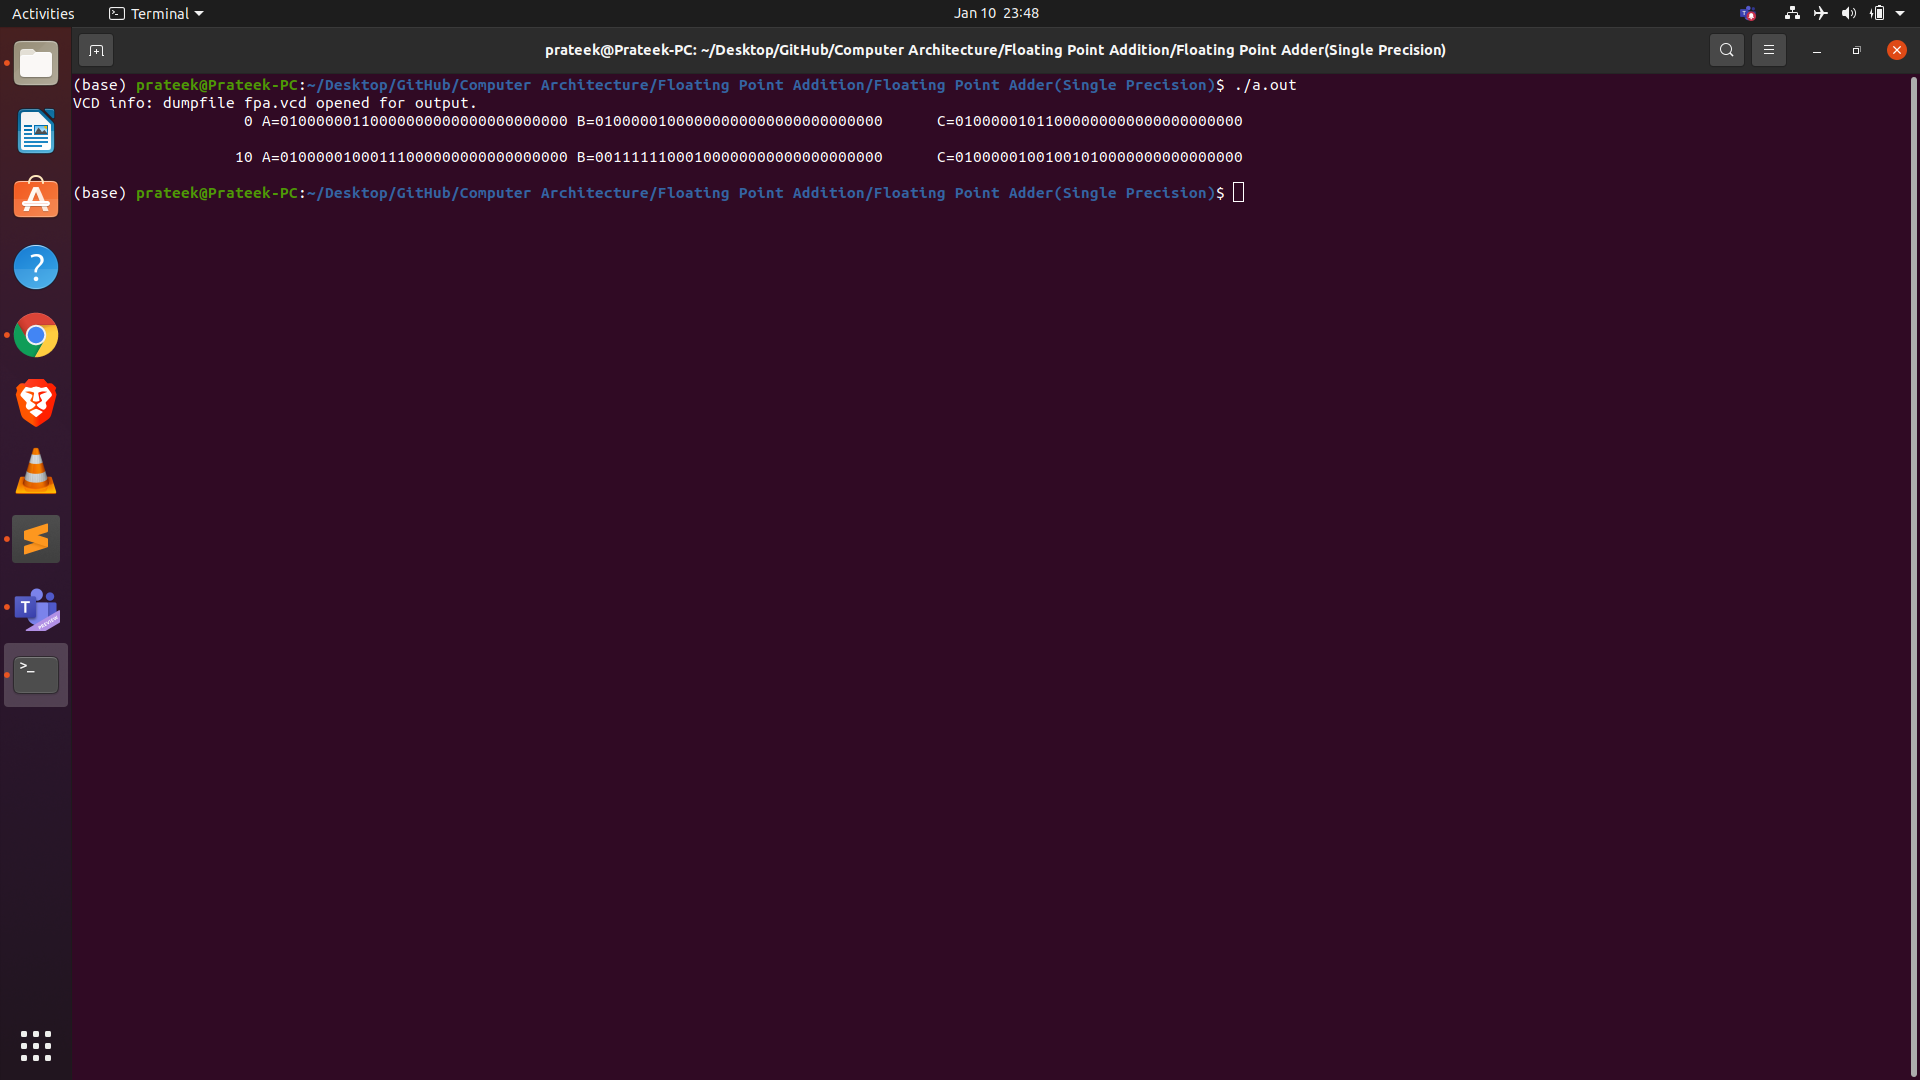 Activities
Terminal
Jan 10 23:48
prateek@Prateek-PC: ~/Desktop/GitHub/Computer Architecture/Floating Point Addition/Floating Point Adder(Single Precision)
(base) prateek@Prateek-PC:~/Desktop/GitHub/Computer Architecture/Floating Point Addition/Floating Point Adder(Single Precision)$ ./a.out
VCD info: dumpfile fpa.vcd opened for output.
0 A=01000000110000000000000000000000 B=01000001000000000000000000000000 C=01000001011000000000000000000000
10 A=01000001000111000000000000000000 B=00111111000100000000000000000000 C=01000001001001010000000000000000
(base) prateek@Prateek-PC:~/Desktop/GitHub/Computer Architecture/Floating Point Addition/Floating Point Adder(Single Precision)$
T
PREVIEW
>_